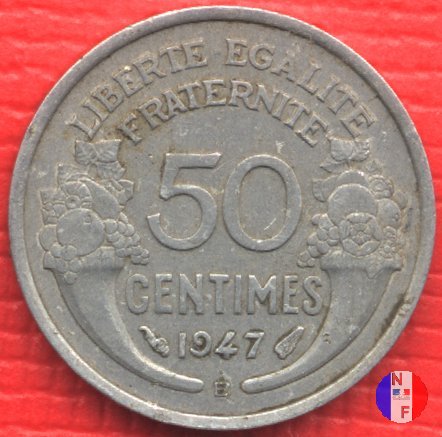 LIBERTE · EGALITE
FRATERNITE
50
CENTIMES
1947
B
N
F